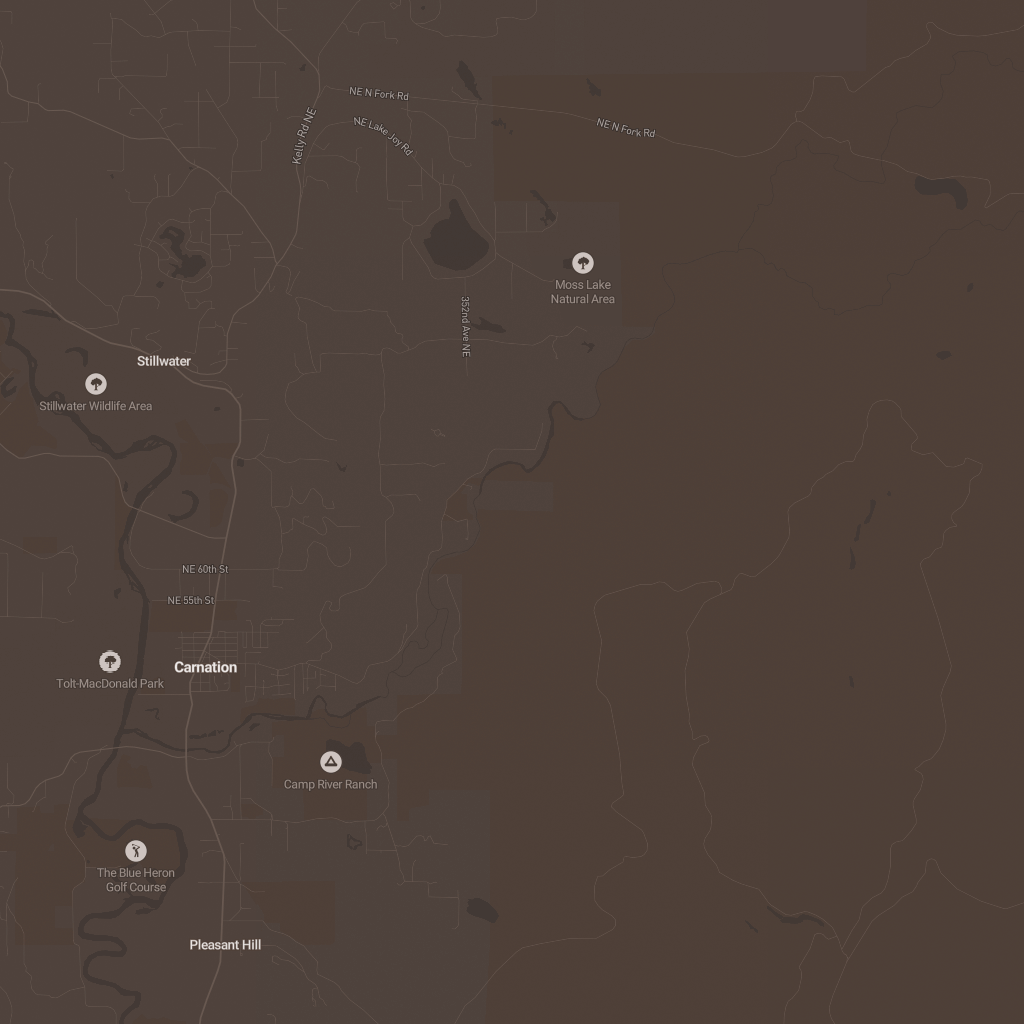 NE N Fork Rd
NE N Fork Rd
Kelly Rd NE
NE Lake Joy Rd
Moss Lake
Natural Area
352nd Ave NE
Stillwater
Stillwater Wildlife Area
NE 60th St
NE 55th St
Carnation
Tolt-MacDonald Park
Camp River Ranch
The Blue Heron
Golf Course
Pleasant Hill